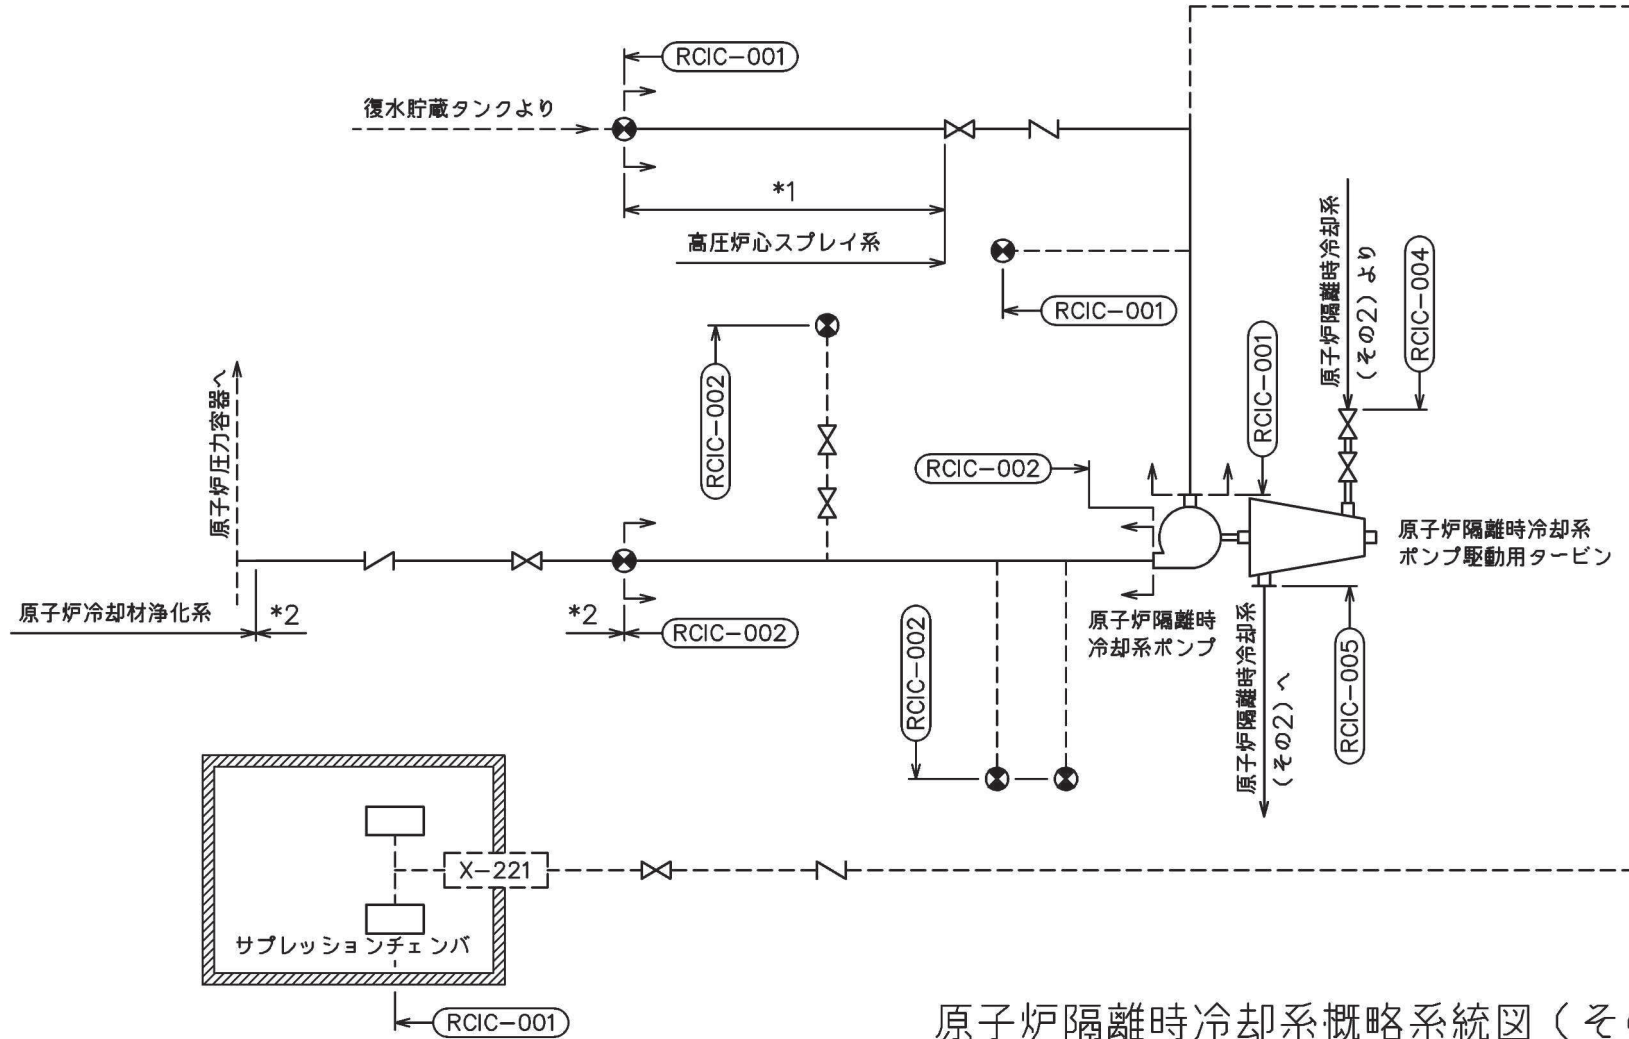 RCIC-001
復水貯蔵タンクより
*1
高圧炉心スプレイ系
RCIC-001
原子炉隔離時冷却系
(その2)より
RCIC-004
RCIC-002
RCIC-001
原子炉圧力容器へ
RCIC-002
原子炉隔離時冷却系
ポンプ駆動用タービン
原子炉冷却材浄化系
*2
*2
RCIC-002
原子炉隔離時
冷却系ポンプ
RCIC-002
原子炉隔離時冷却系
(その2)へ
RCIC-005
X-221
サプレッションチェンバ
RCIC-001
原子炉隔離時冷却系概略系統図(そ